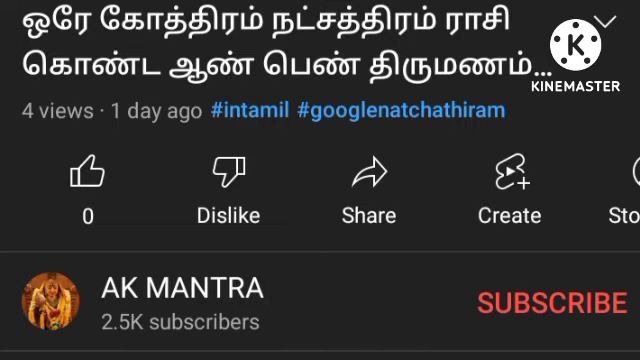 ஒரே கோத்திரம் நட்சத்திரம் ராசி
கொண்ட ஆண் பெண் திருமணம்...
K
KINEMASTER
4 views · 1 day ago #intamil #googlenatchathiram
0 Dislike Share Create Sto
AK MANTRA
2.5K subscribers
SUBSCRIBE